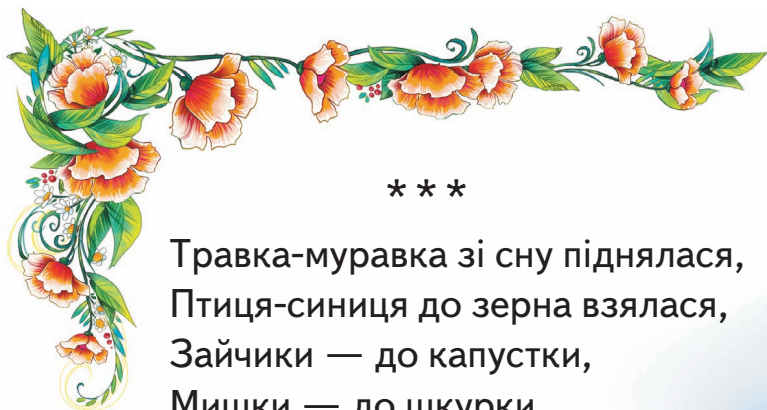 * * *
Травка-муравка зі сну піднялася,
Птиця-синиця до зерна взялася,
Зайчики — до капустки,
Мишки — до шкурки